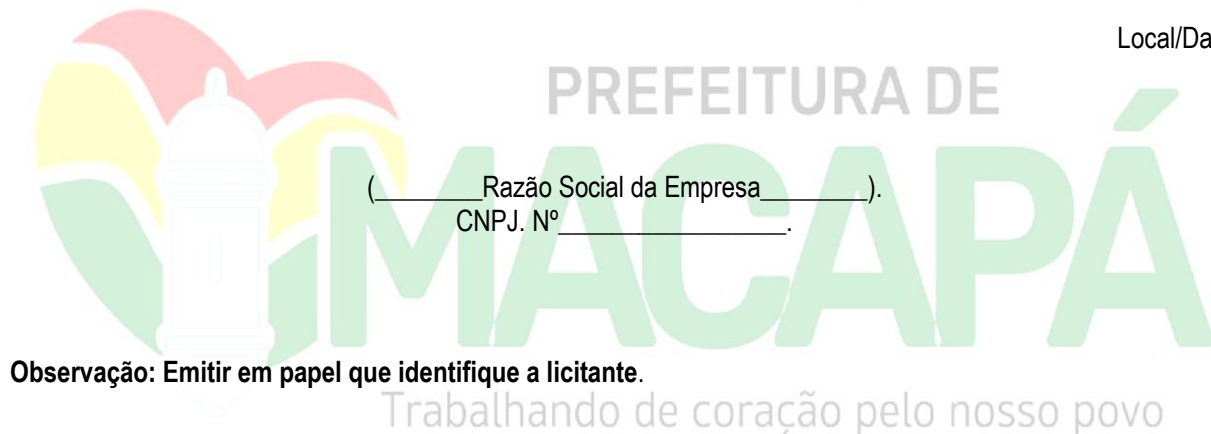 Local/Da
PREFEITURA DE
MACAPÁ
(________Razão Social da Empresa________).
CNPJ. Nº_________________.
Observação: Emitir em papel que identifique a licitante.
Trabalhando de coração pelo nosso povo